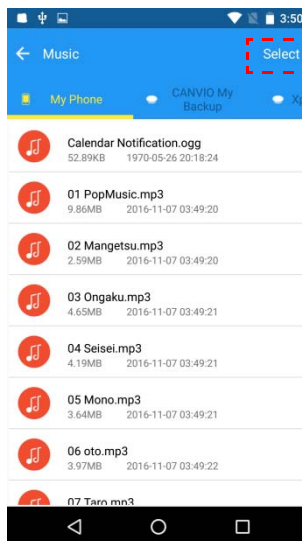 3:50
Music
Select
My Phone
CANVIO My
Backup
Calendar Notification.ogg
52.89KB 1970-05-26 20:18:24
01 PopMusic.mp3
9.86MB 2016-11-07 03:49:20
02 Mangetsu.mp3
2.59MB 2016-11-07 03:49:20
03 Ongaku.mp3
4.65MB 2016-11-07 03:49:21
04 Seisei.mp3
4.19MB 2016-11-07 03:49:21
05 Mono.mp3
3.64MB 2016-11-07 03:49:21
06 oto.mp3
3.97MB 2016-11-07 03:49:22
07 Taro.mp3